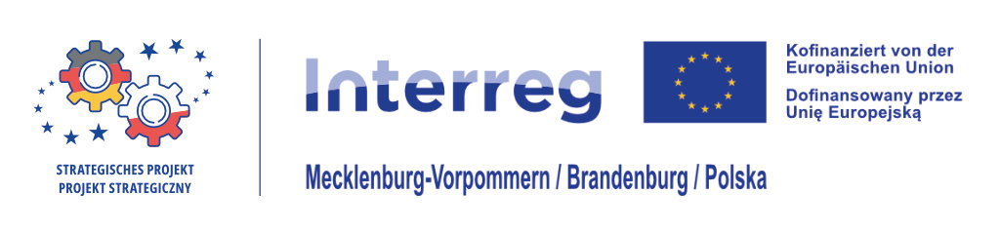 STRATEGISCHES PROJEKT
PROJEKT STRATEGICZNY
Interreg
Kofinanziert von der
Europäischen Union
Dofinansowany przez
Unię Europejską
Mecklenburg-Vorpommern / Brandenburg / Polska